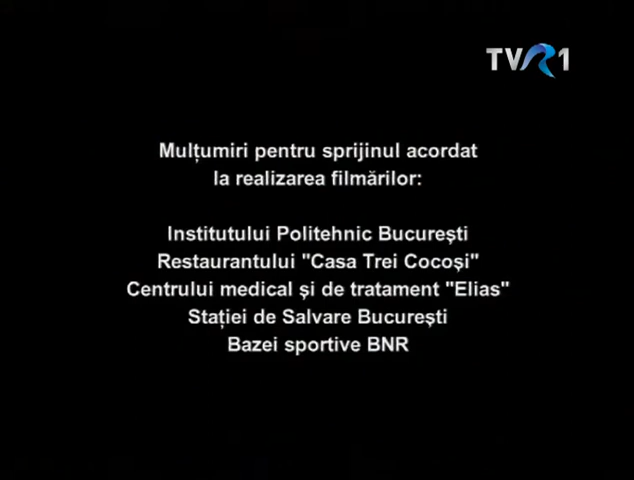 TVR1
Mulțumiri pentru sprijinul acordat
la realizarea filmărilor:
Institutului Politehnic București
Restaurantului "Casa Trei Cocoși"
Centrului medical și de tratament "Elias"
Stației de Salvare București
Bazei sportive BNR